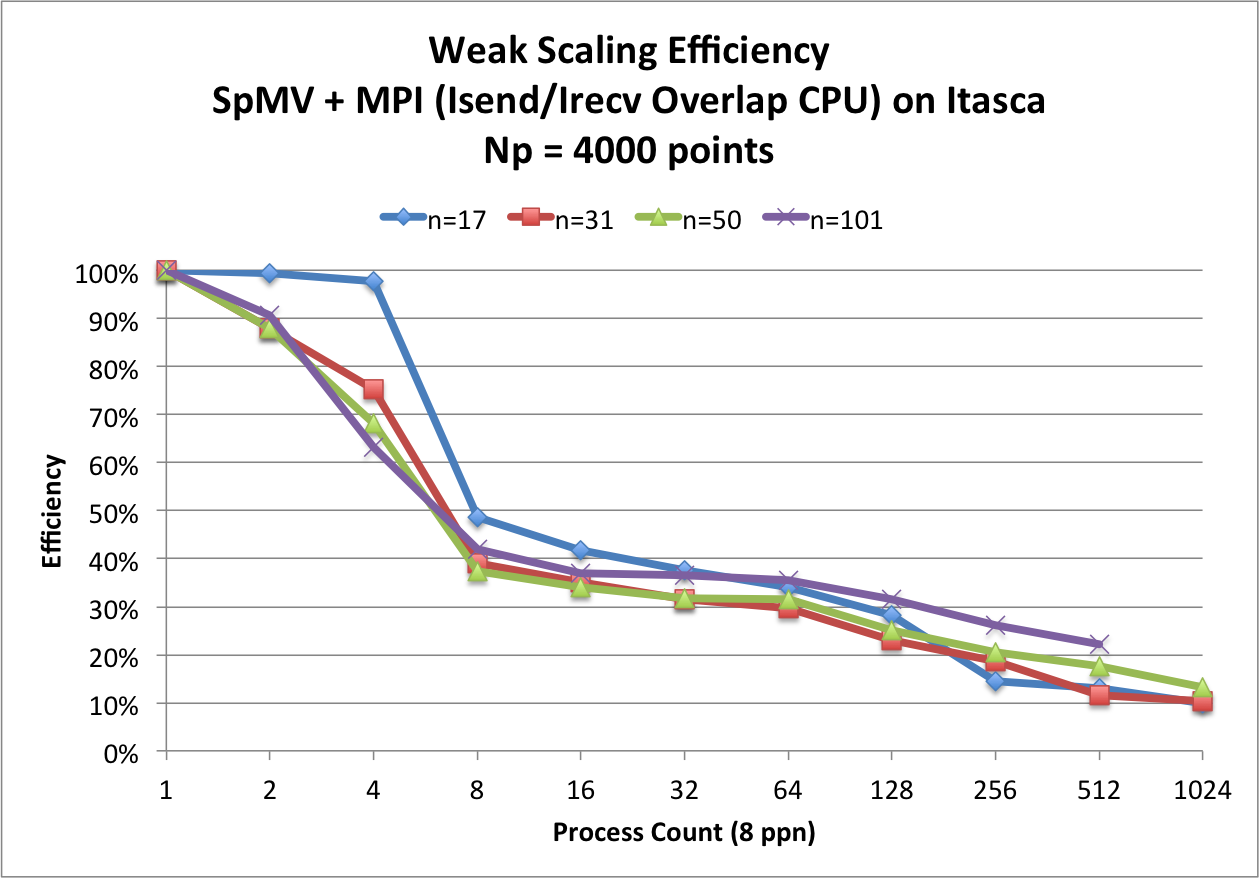 Weak Scaling Efficiency
SpMV + MPI (Isend/Irecv Overlap CPU) on Itasca
Np = 4000 points
n=17 n=31 n=50 n=101
100%
90%
80%
70%
60%
50%
40%
30%
20%
10%
0%
Efficiency
1 2 4 8 16 32 64 128 256 512 1024
Process Count (8 ppn)